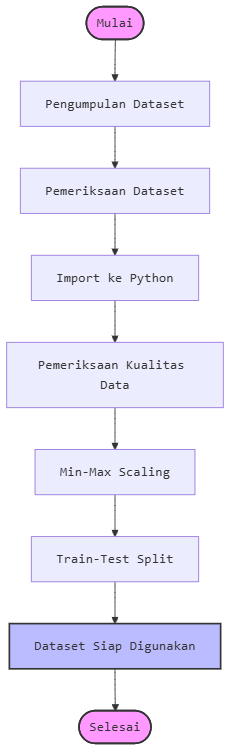 Mulai
Pengumpulan Dataset
Pemeriksaan Dataset
Import ke Python
Pemeriksaan Kualitas
Data
Min-Max Scaling
Train-Test Split
Dataset Siap Digunakan
Selesai